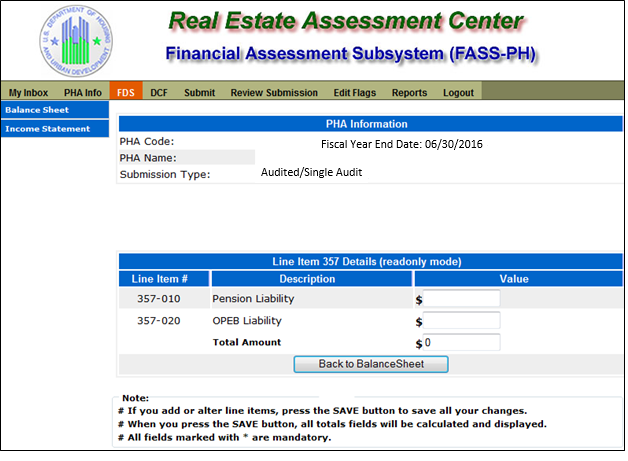 U.S. DEPARTMENT OF HOUSING AND URBAN DEVELOPMENT
Real Estate Assessment Center
Financial Assessment Subsystem (FASS-PH)
My Inbox PHA Info FDS DCF Submit Review Submission Edit Flags Reports Logout
Balance Sheet
Income Statement
PHA Information
PHA Code: Fiscal Year End Date: 06/30/2016
PHA Name:
Submission Type: Audited/Single Audit
Line Item 357 Details (readonly mode)
Line Item # Description Value
357-010 Pension Liability $
357-020 OPEB Liability $
Total Amount $ 0
Back to BalanceSheet
Note:
# If you add or alter line items, press the SAVE button to save all your changes.
# When you press the SAVE button, all totals fields will be calculated and displayed.
# All fields marked with * are mandatory.